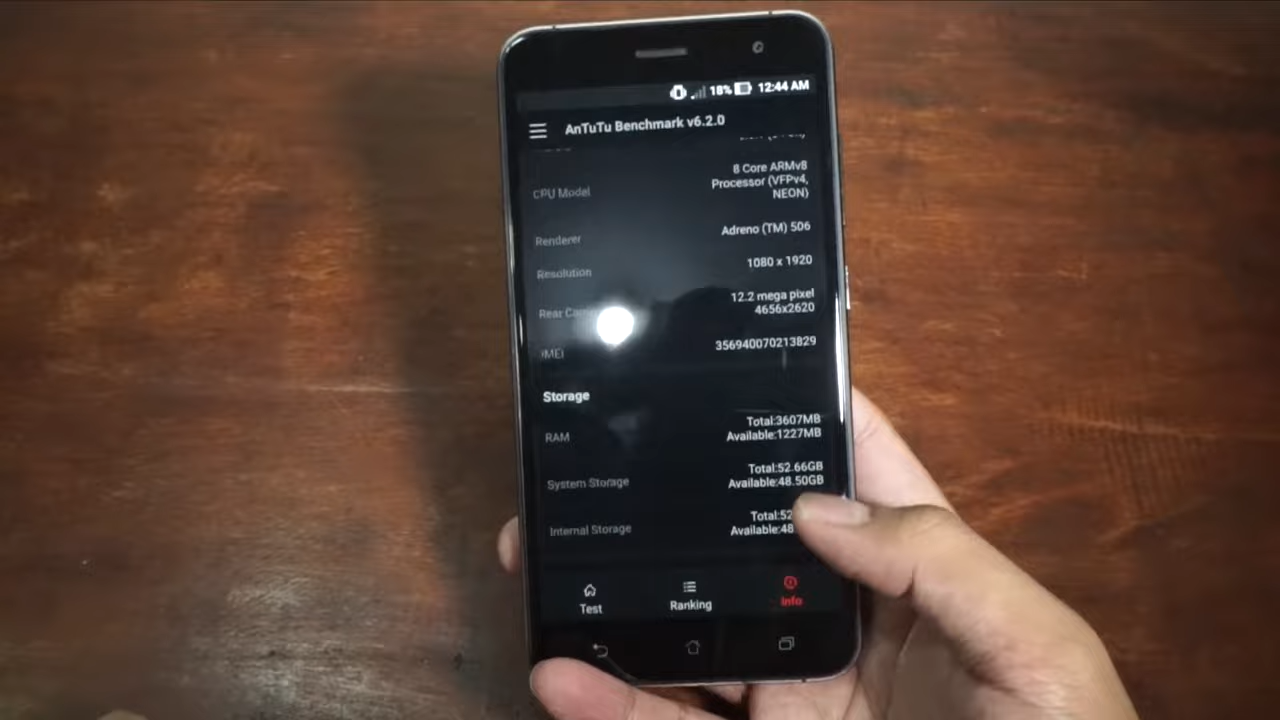 18% 12:44 AM
AnTuTu Benchmark v6.2.0
CPU Model
8 Core ARMv8
Processor (VFPv4,
NEON)
Renderer
Adreno (TM) 506
Resolution
1080 x 1920
Rear
12.2 mega pixel
4656x2620
IMEI
356940070213829
Storage
RAM
Total:3607MB
Available:1227MB
System Storage
Total:52.66GB
Available:48.50GB
Internal Storage
Total:52
Available:48
Test
Ranking
Info